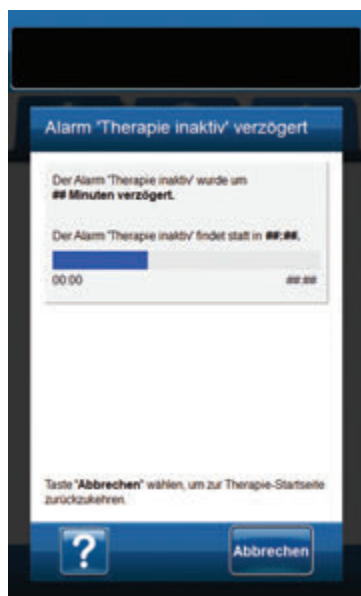 Alarm 'Therapie inaktiv' verzögert
Der Alarm 'Therapie inaktiv' wurde um
## Minuten verzögert.
Der Alarm 'Therapie inaktiv' findet statt in ##:##.
00:00 ##:##
Taste "Abbrechen" wählen, um zur Therapie-Startseite
zurückzukehren.
? Abbrechen